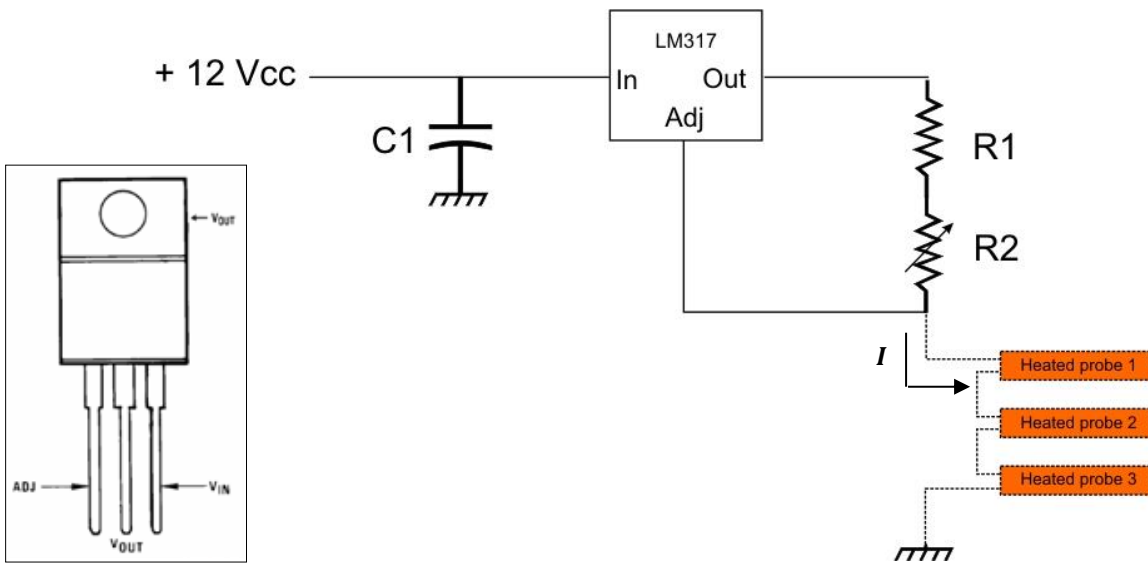 LM317
+ 12 Vcc
In
Out
Adj
C1
R1
R2
I
Heated probe 1
Heated probe 2
Heated probe 3
VOUT
ADJ
VIN
VOUT